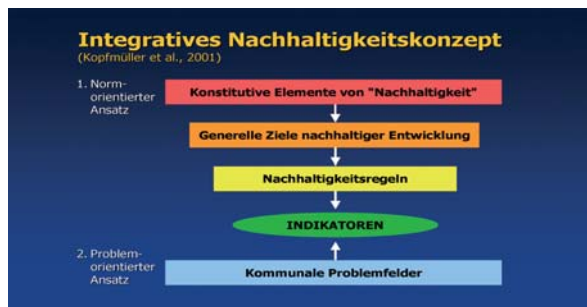 Integratives Nachhaltigkeitskonzept
(Kopfmüller et al., 2001)
1. Norm-
orientierter
Ansatz
Konstitutive Elemente von "Nachhaltigkeit"
Generelle Ziele nachhaltiger Entwicklung
Nachhaltigkeitsregeln
INDIKATOREN
2. Problem-
orientierter
Ansatz
Kommunale Problemfelder